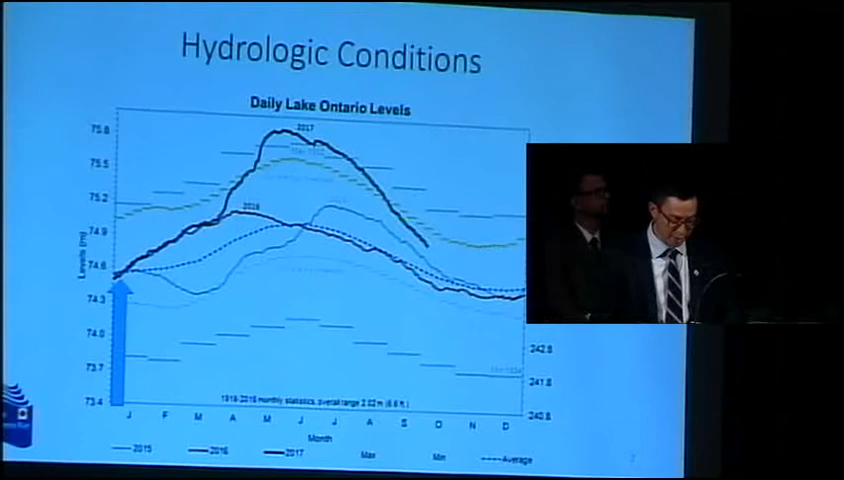 Hydrologic Conditions
Daily Lake Ontario Levels
75.8
75.5
75.2
74.9
74.6
74.3
74.0
73.7
73.4
Levels (m)
2017
2016
242.8
241.8
240.8
1918-2016 monthly statistics, overall range 2.02 m (6.6 ft.)
J F M A M J J A S O N D
Month
2015 2016 2017 Max Min Average